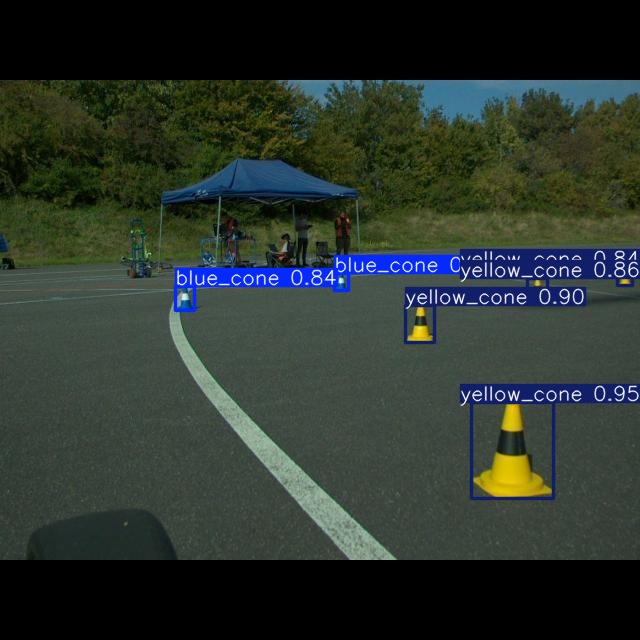 yellow_cone 0.84
blue_cone 0
yellow_cone 0.86
blue_cone 0.84
yellow_cone 0.90
yellow_cone 0.95